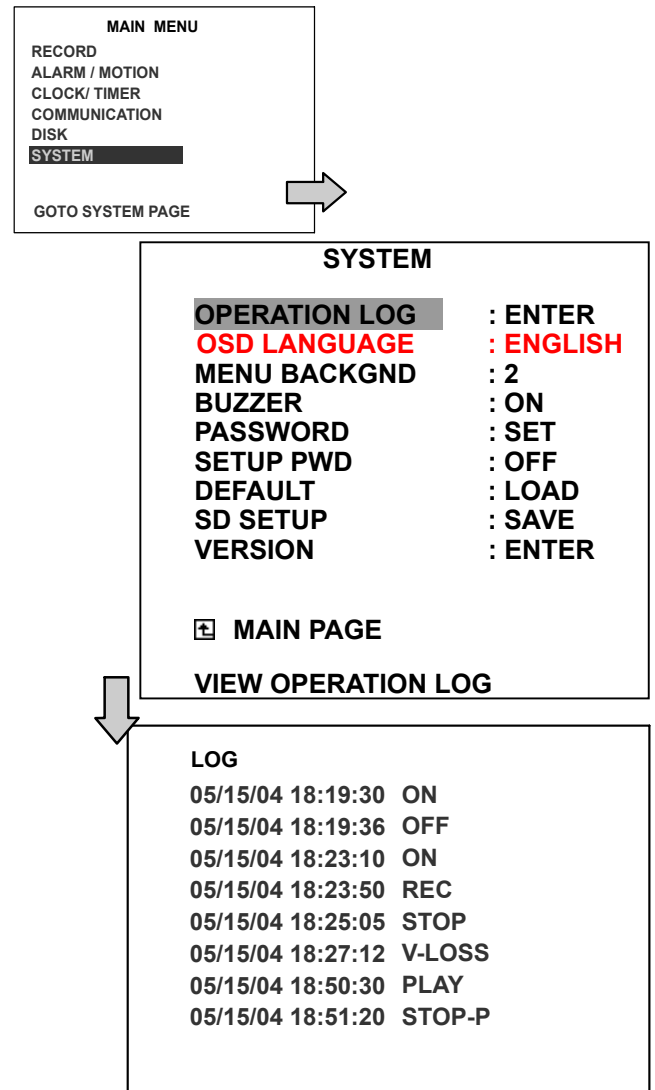 MAIN MENU
RECORD
ALARM / MOTION
CLOCK/ TIMER
COMMUNICATION
DISK
SYSTEM
GOTO SYSTEM PAGE
SYSTEM
OPERATION LOG : ENTER
OSD LANGUAGE : ENGLISH
MENU BACKGND : 2
BUZZER : ON
PASSWORD : SET
SETUP PWD : OFF
DEFAULT : LOAD
SD SETUP : SAVE
VERSION : ENTER
MAIN PAGE
VIEW OPERATION LOG
LOG
05/15/04 18:19:30 ON
05/15/04 18:19:36 OFF
05/15/04 18:23:10 ON
05/15/04 18:23:50 REC
05/15/04 18:25:05 STOP
05/15/04 18:27:12 V-LOSS
05/15/04 18:50:30 PLAY
05/15/04 18:51:20 STOP-P